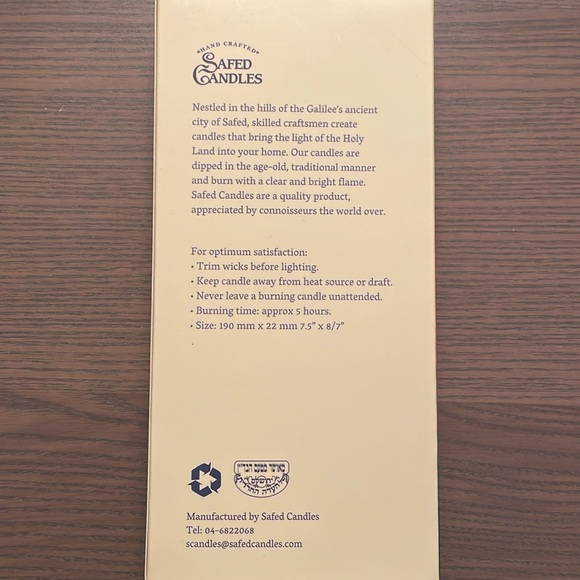 HAND CRAFTED
SAFED
CANDLES
Nestled in the hills of the Galilee's ancient
city of Safed, skilled craftsmen create
candles that bring the light of the Holy
Land into your home. Our candles are
dipped in the age-old, traditional manner
and burn with a clear and bright flame.
Safed Candles are a quality product,
appreciated by connoisseurs the world over.
For optimum satisfaction:
• Trim wicks before lighting.
• Keep candle away from heat source or draft.
• Never leave a burning candle unattended.
• Burning time: approx 5 hours.
• Size: 190 mm x 22 mm 7.5" x 8/7"
Manufactured by Safed Candles
Tel: 04-6822068
scandles@safedcandles.com